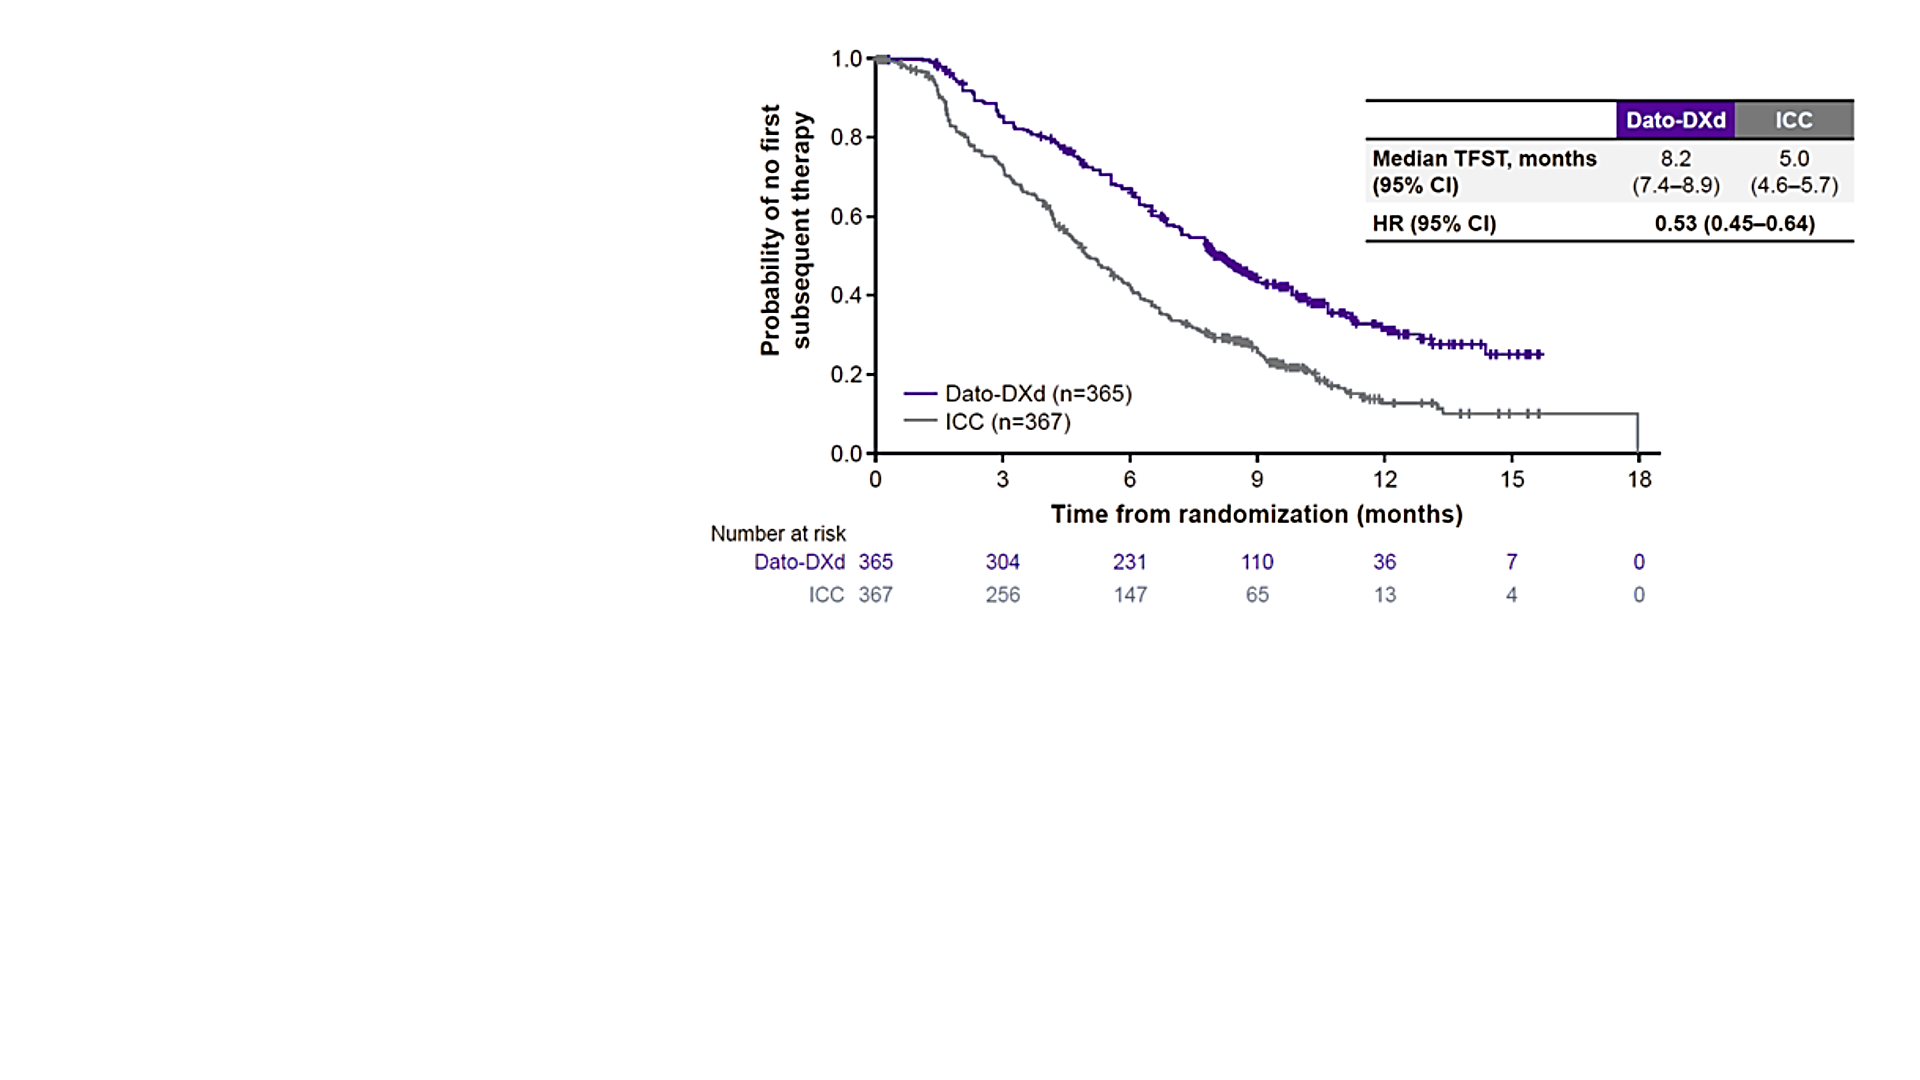 Probability of no first
subsequent therapy
1.0
0.8
0.6
0.4
0.2
0.0
Dato-DXd (n=365)
ICC (n=367)
0 3 6 9 12 15 18
Time from randomization (months)
Dato-DXd ICC
Median TFST, months 8.2 5.0
(95% CI) (7.4–8.9) (4.6–5.7)
HR (95% CI) 0.53 (0.45–0.64)
Number at risk
Dato-DXd 365 304 231 110 36 7 0
ICC 367 256 147 65 13 4 0